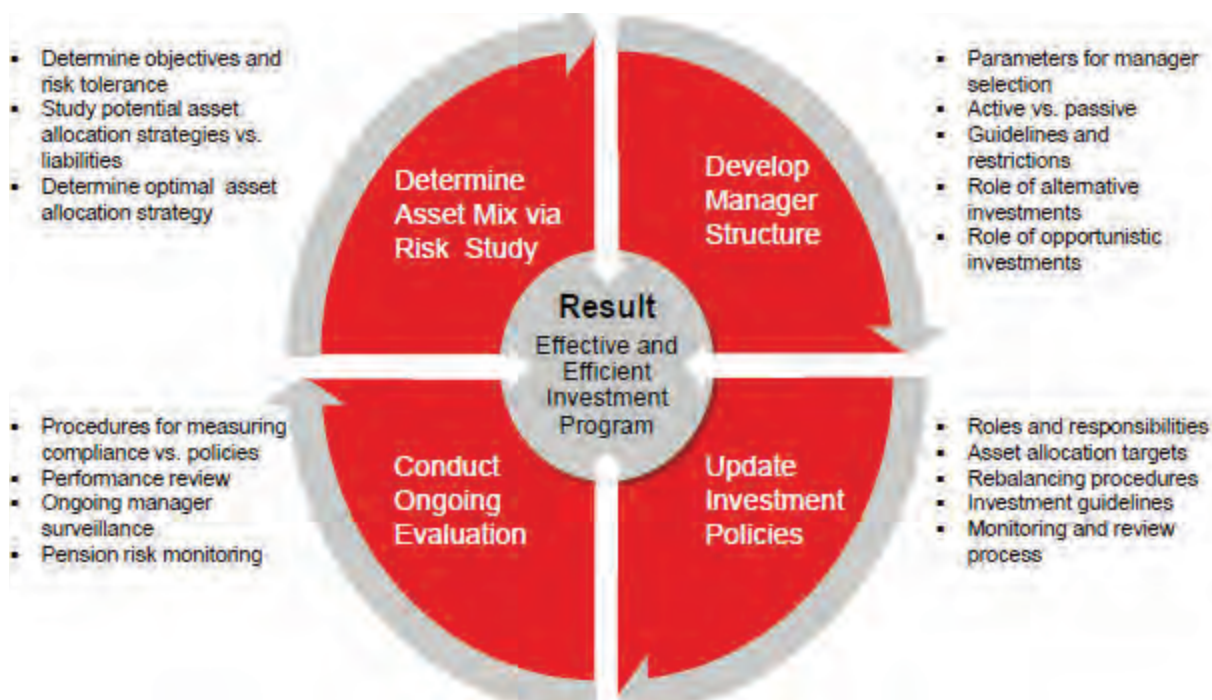 ▪ Determine objectives and
risk tolerance
▪ Study potential asset
allocation strategies vs.
liabilities
▪ Determine optimal asset
allocation strategy
Determine
Asset Mix via
Risk Study
Develop
Manager
Structure
▪ Parameters for manager
selection
▪ Active vs. passive
▪ Guidelines and
restrictions
▪ Role of alternative
investments
▪ Role of opportunistic
investments
Result
Effective and
Efficient
Investment
Program
▪ Procedures for measuring
compliance vs. policies
▪ Performance review
▪ Ongoing manager
surveillance
▪ Pension risk monitoring
Conduct
Ongoing
Evaluation
Update
Investment
Policies
▪ Roles and responsibilities
▪ Asset allocation targets
▪ Rebalancing procedures
▪ Investment guidelines
▪ Monitoring and review
process